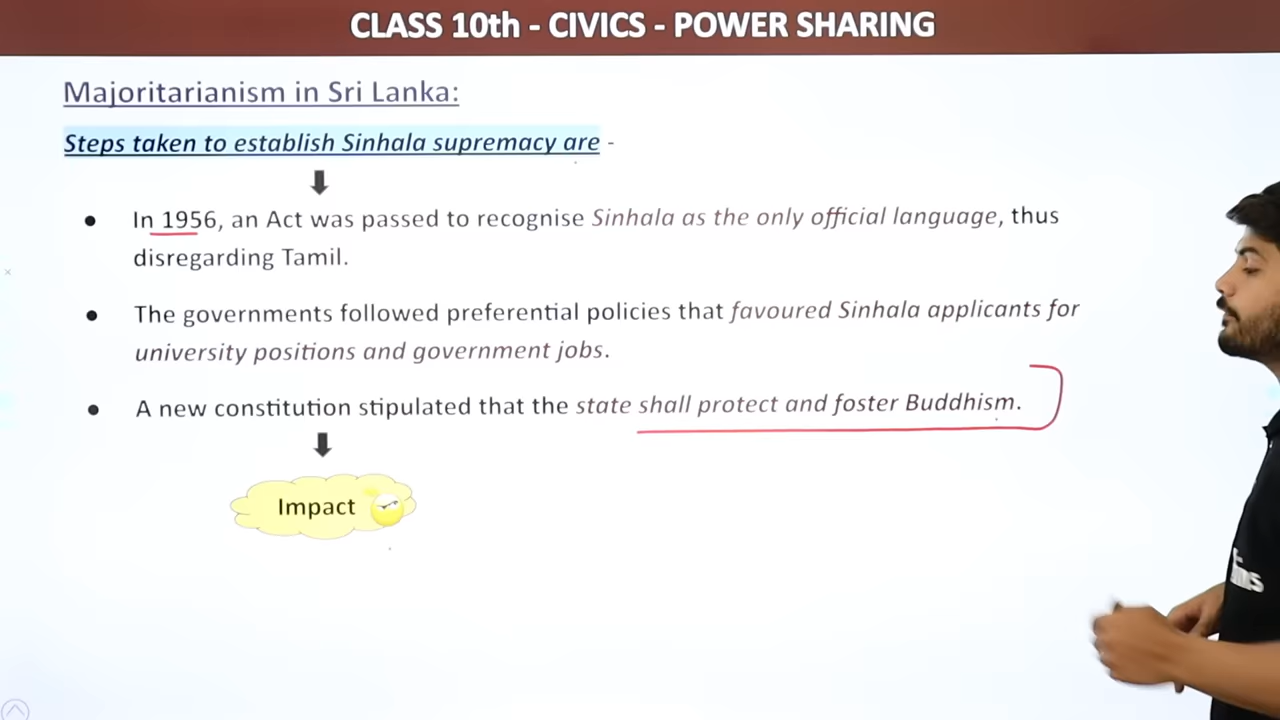 CLASS 10th - CIVICS - POWER SHARING
Majoritarianism in Sri Lanka:
Steps taken to establish Sinhala supremacy are -
● In 1956, an Act was passed to recognise Sinhala as the only official language, thus
disregarding Tamil.
● The governments followed preferential policies that favoured Sinhala applicants for
university positions and government jobs.
● A new constitution stipulated that the state shall protect and foster Buddhism.
Impact